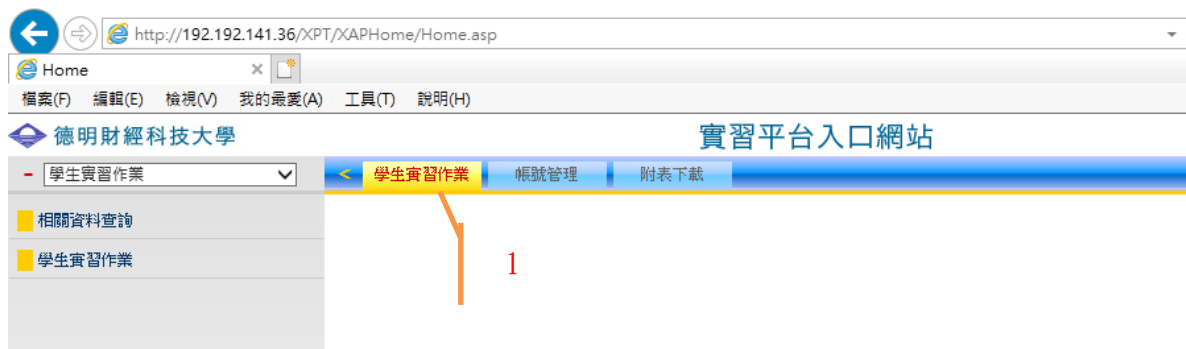 http://192.192.141.36/XPT/XAPHome/Home.asp
Home
檔案(F) 編輯(E) 檢視(V) 我的最愛(A) 工具(T) 說明(H)
德明財經科技大學 實習平台入口網站
- 學生實習作業 < 學生實習作業 帳號管理 附表下載
相關資料查詢
學生實習作業
1